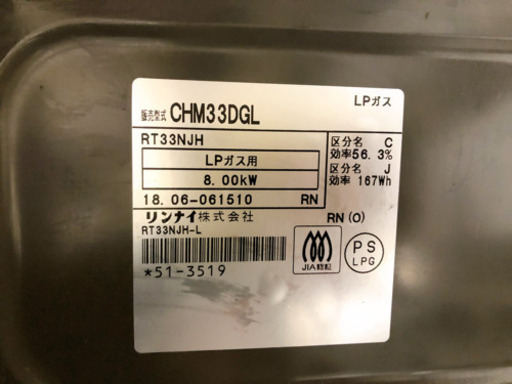 販売型式 CHM33DGL
LPガス
RT33NJH
LPガス用
8.00kW
18.06-061510 RN
区分名 C
効率56.3%
区分名 J
効率 167Wh
リンナイ株式会社
RN(O)
RT33NJH-L
*51-3519
JIA認証
PS
LPG